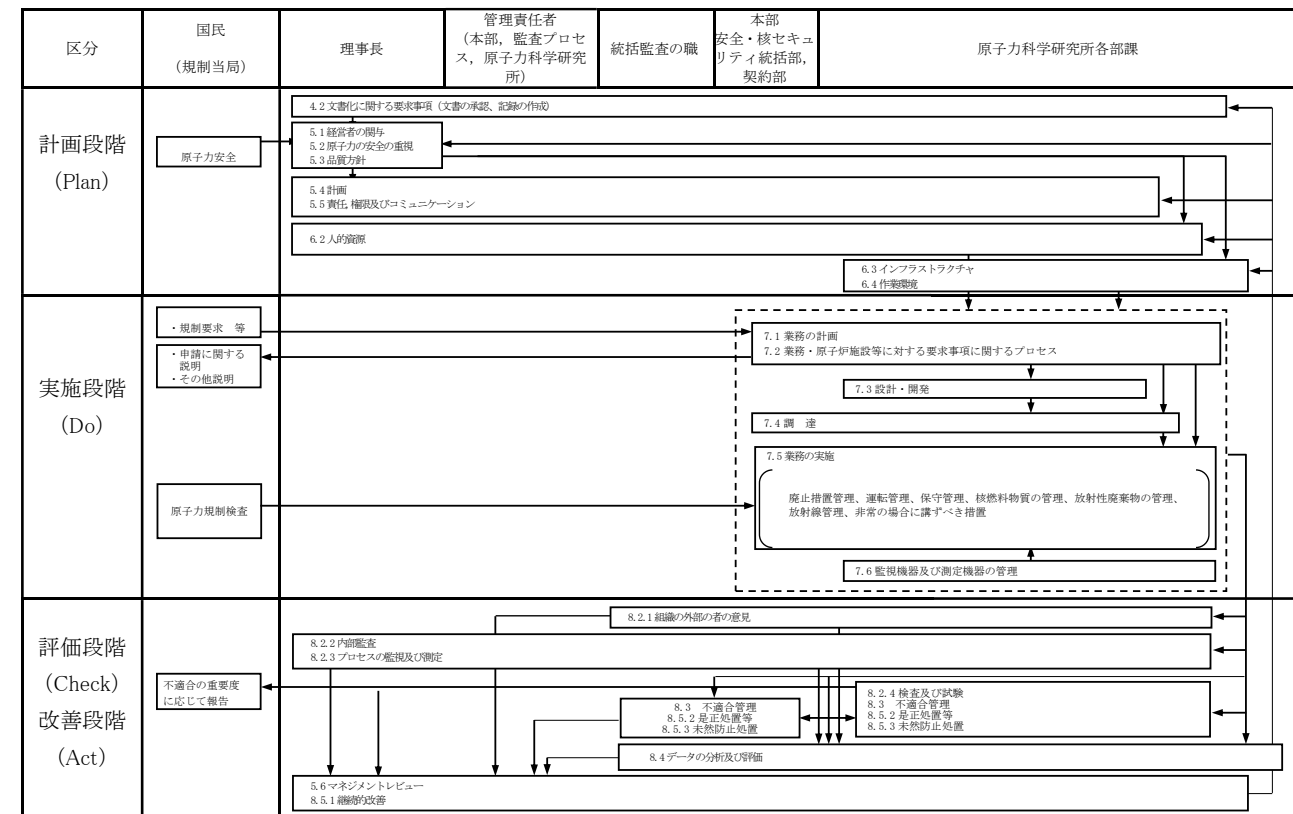 区分
国民
（規制当局）
理事長
管理責任者
（本部，監査プロセ
ス，原子力科学研究
所）
統括監査の職
本部
安全・核セキュ
リティ統括部，
契約部
原子力科学研究所各部課
計画段階
（Plan）
原子力安全
4.2 文書化に関する要求事項（文書の承認、記録の作成）
5.1 経営者の関与
5.2 原子力の安全の重視
5.3 品質方針
5.4 計画
5.5 責任、権限及びコミュニケーション
6.2 人的資源
6.3 インフラストラクチャ
6.4 作業環境
実施段階
（Do）
・規制要求　等
・申請に関する
説明
・その他説明
原子力規制検査
7.1 業務の計画
7.2 業務・原子炉施設等に対する要求事項に関するプロセス
7.3 設計・開発
7.4 調　達
7.5 業務の実施
廃止措置管理、運転管理、保守管理、核燃料物質の管理、放射性廃棄物の管理、
放射線管理、非常の場合に講ずべき措置
7.6 監視機器及び測定機器の管理
評価段階
（Check）
改善段階
（Act）
不適合の重要度
に応じて報告
8.2.1 組織の外部の者の意見
8.2.2 内部監査
8.2.3 プロセスの監視及び測定
8.3　不適合管理
8.5.2 是正処置等
8.5.3 未然防止処置
8.2.4 検査及び試験
8.3　不適合管理
8.5.2 是正処置等
8.5.3 未然防止処置
8.4 データの分析及び評価
5.6 マネジメントレビュー
8.5.1 継続的改善